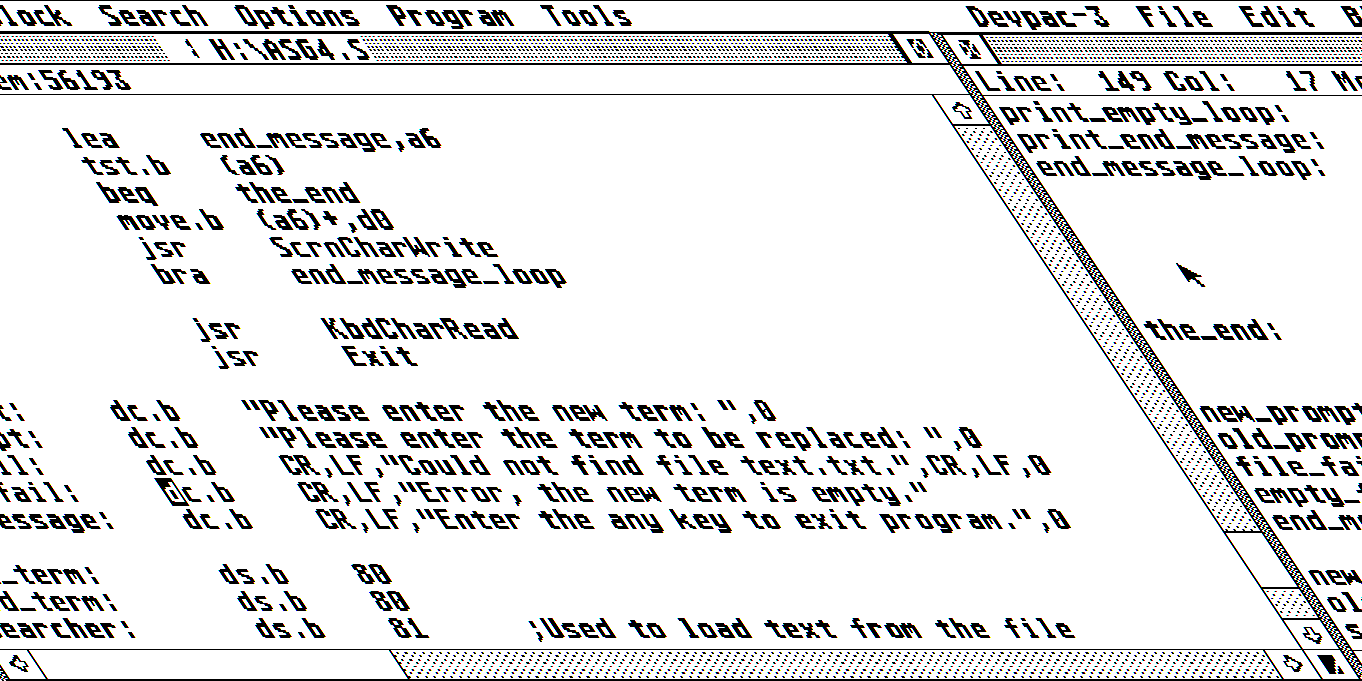 lock Search Options Program Tools Devpac-3 File Edit B
H:\ASG4.S
em:56193 Line: 149 Col: 17 Me
print_empty_loop:
lea end_message,a6 print_end_message:
tst.b (a6) end_message_loop:
beq the_end
move.b (a6)+,d0
jsr ScrnCharWrite
bra end_message_loop
jsr KbdCharRead the_end:
jsr Exit
t: dc.b "Please enter the new term: ",0 new_prompt
pt: dc.b "Please enter the term to be replaced: ",0 old_prom
il: dc.b CR,LF,"Could not find file text.txt.",CR,LF,0 file_fai
fail: dc.b CR,LF,"Error, the new term is empty." empty_f
essage: dc.b CR,LF,"Enter the any key to exit program.",0 end_me
_term: ds.b 80 new
d_term: ds.b 80 ol
earcher: ds.b 81 ;Used to load text from the file s